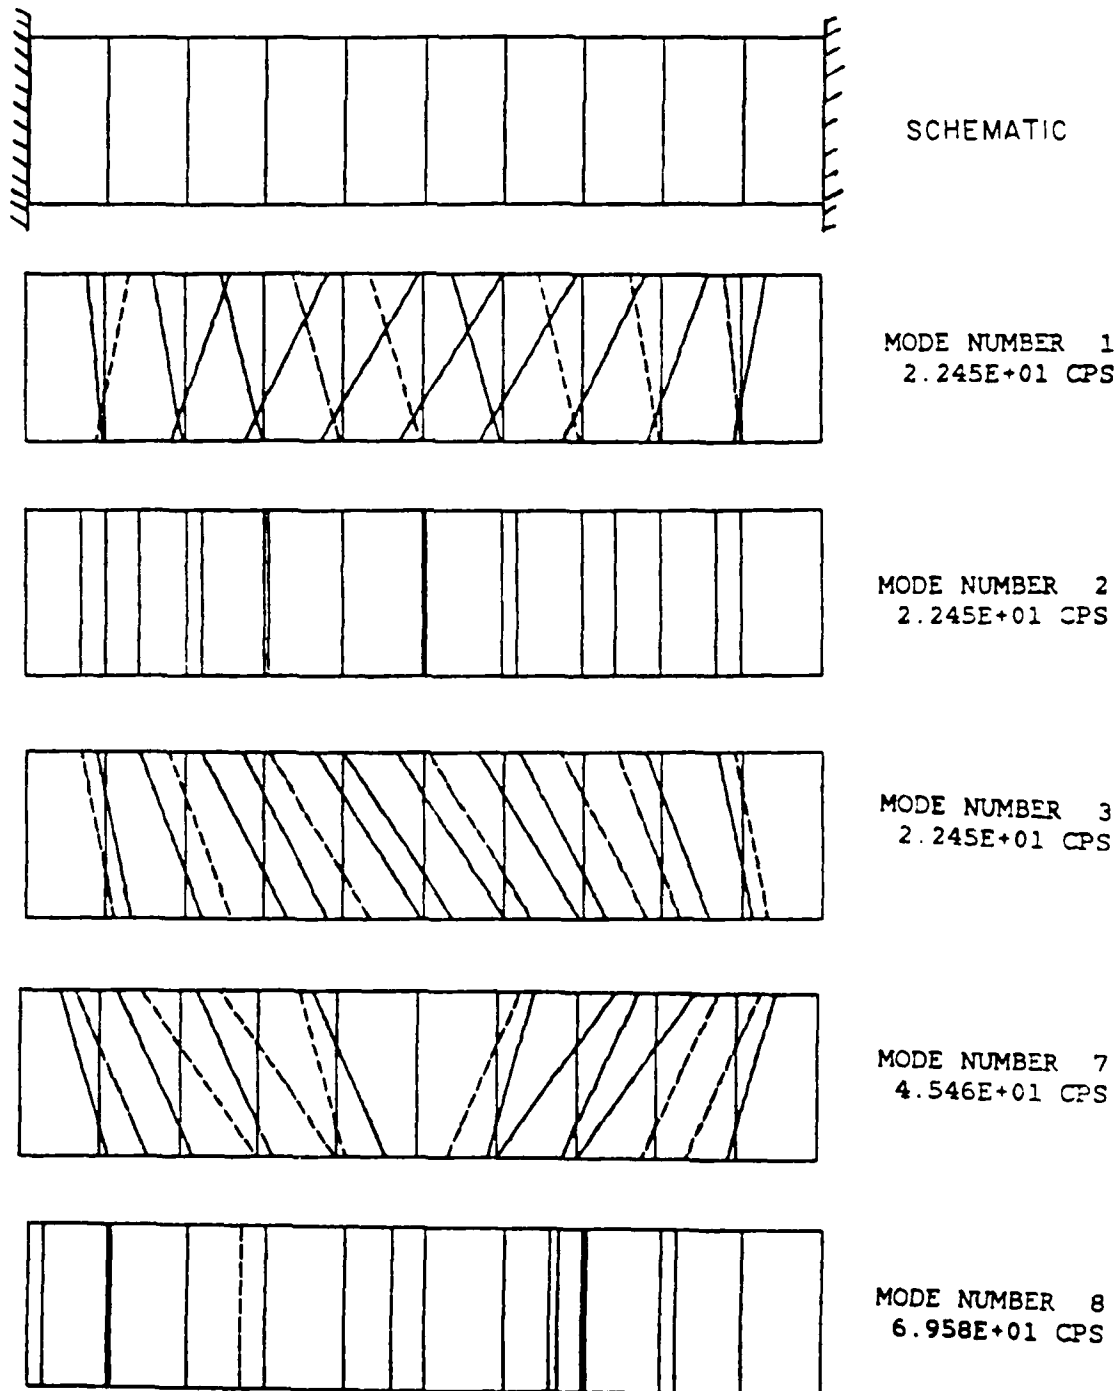 SCHEMATIC
MODE NUMBER 1
2.245E+01 CPS
MODE NUMBER 2
2.245E+01 CPS
MODE NUMBER 3
2.245E+01 CPS
MODE NUMBER 7
4.546E+01 CPS
MODE NUMBER 8
6.958E+01 CPS